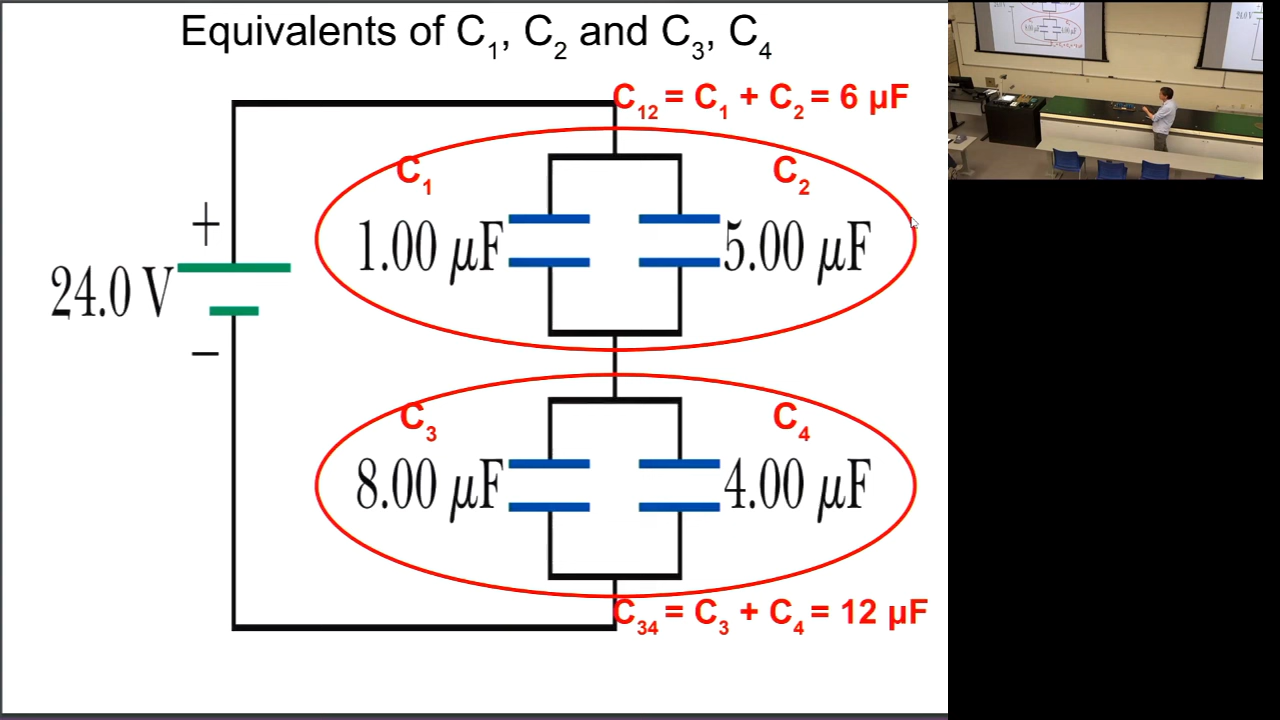 Equivalents of C₁, C₂ and C₃, C₄
C₁₂ = C₁ + C₂ = 6 µF
C₁
C₂
+
1.00 µF
5.00 µF
24.0 V
−
C₃
C₄
8.00 µF
4.00 µF
C₃₄ = C₃ + C₄ = 12 µF